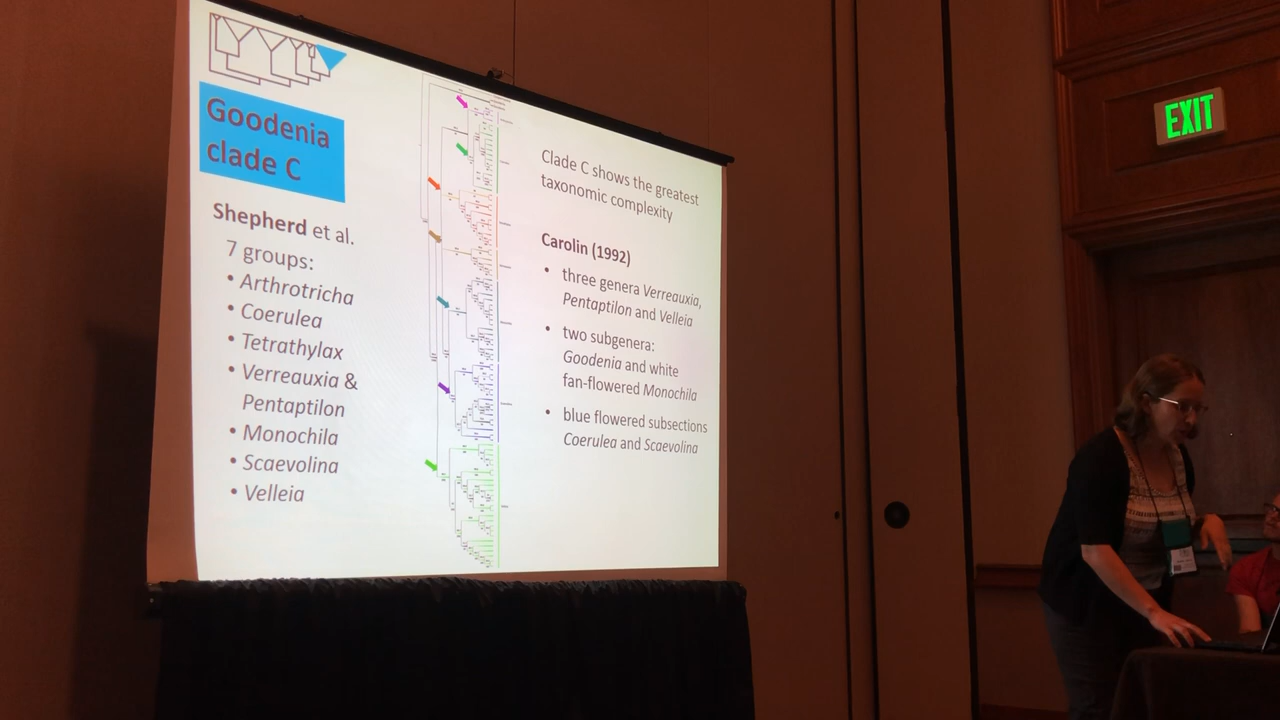 Goodenia
clade C
Shepherd et al.
7 groups:
• Arthrotricha
• Coerulea
• Tetrathylax
• Verreauxia &
Pentaptilon
• Monochila
• Scaevolina
• Velleia
Clade C shows the greatest
taxonomic complexity
Carolin (1992)
• three genera Verreauxia,
Pentaptilon and Velleia
• two subgenera:
Goodenia and white
fan-flowered Monochila
• blue flowered subsections
Coerulea and Scaevolina
EXIT